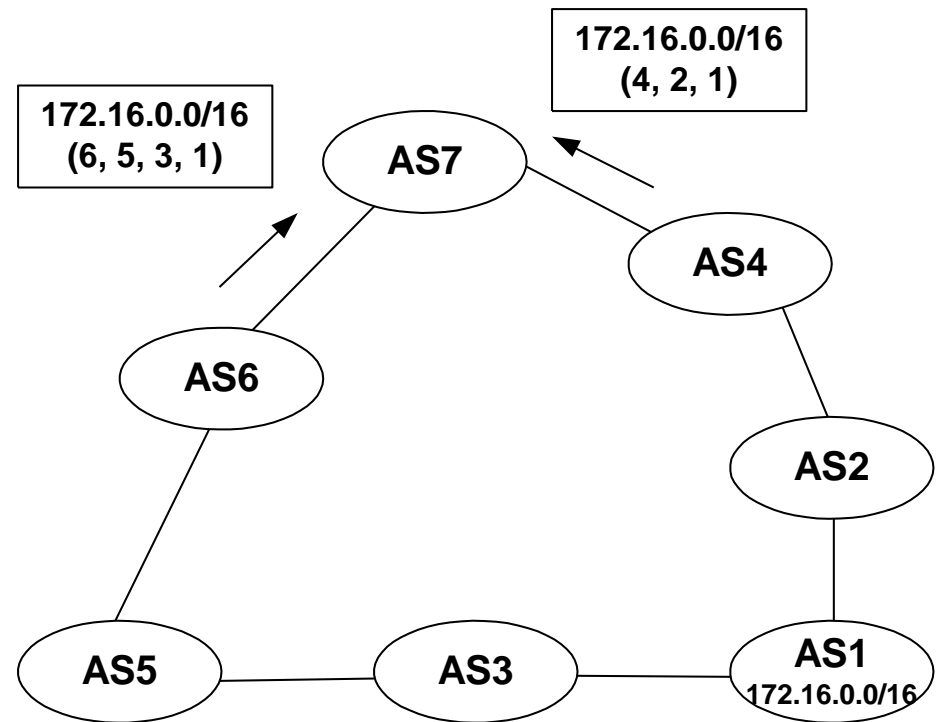 172.16.0.0/16
(4, 2, 1)
172.16.0.0/16
(6, 5, 3, 1)
AS7
AS4
AS6
AS2
AS5
AS3
AS1
172.16.0.0/16